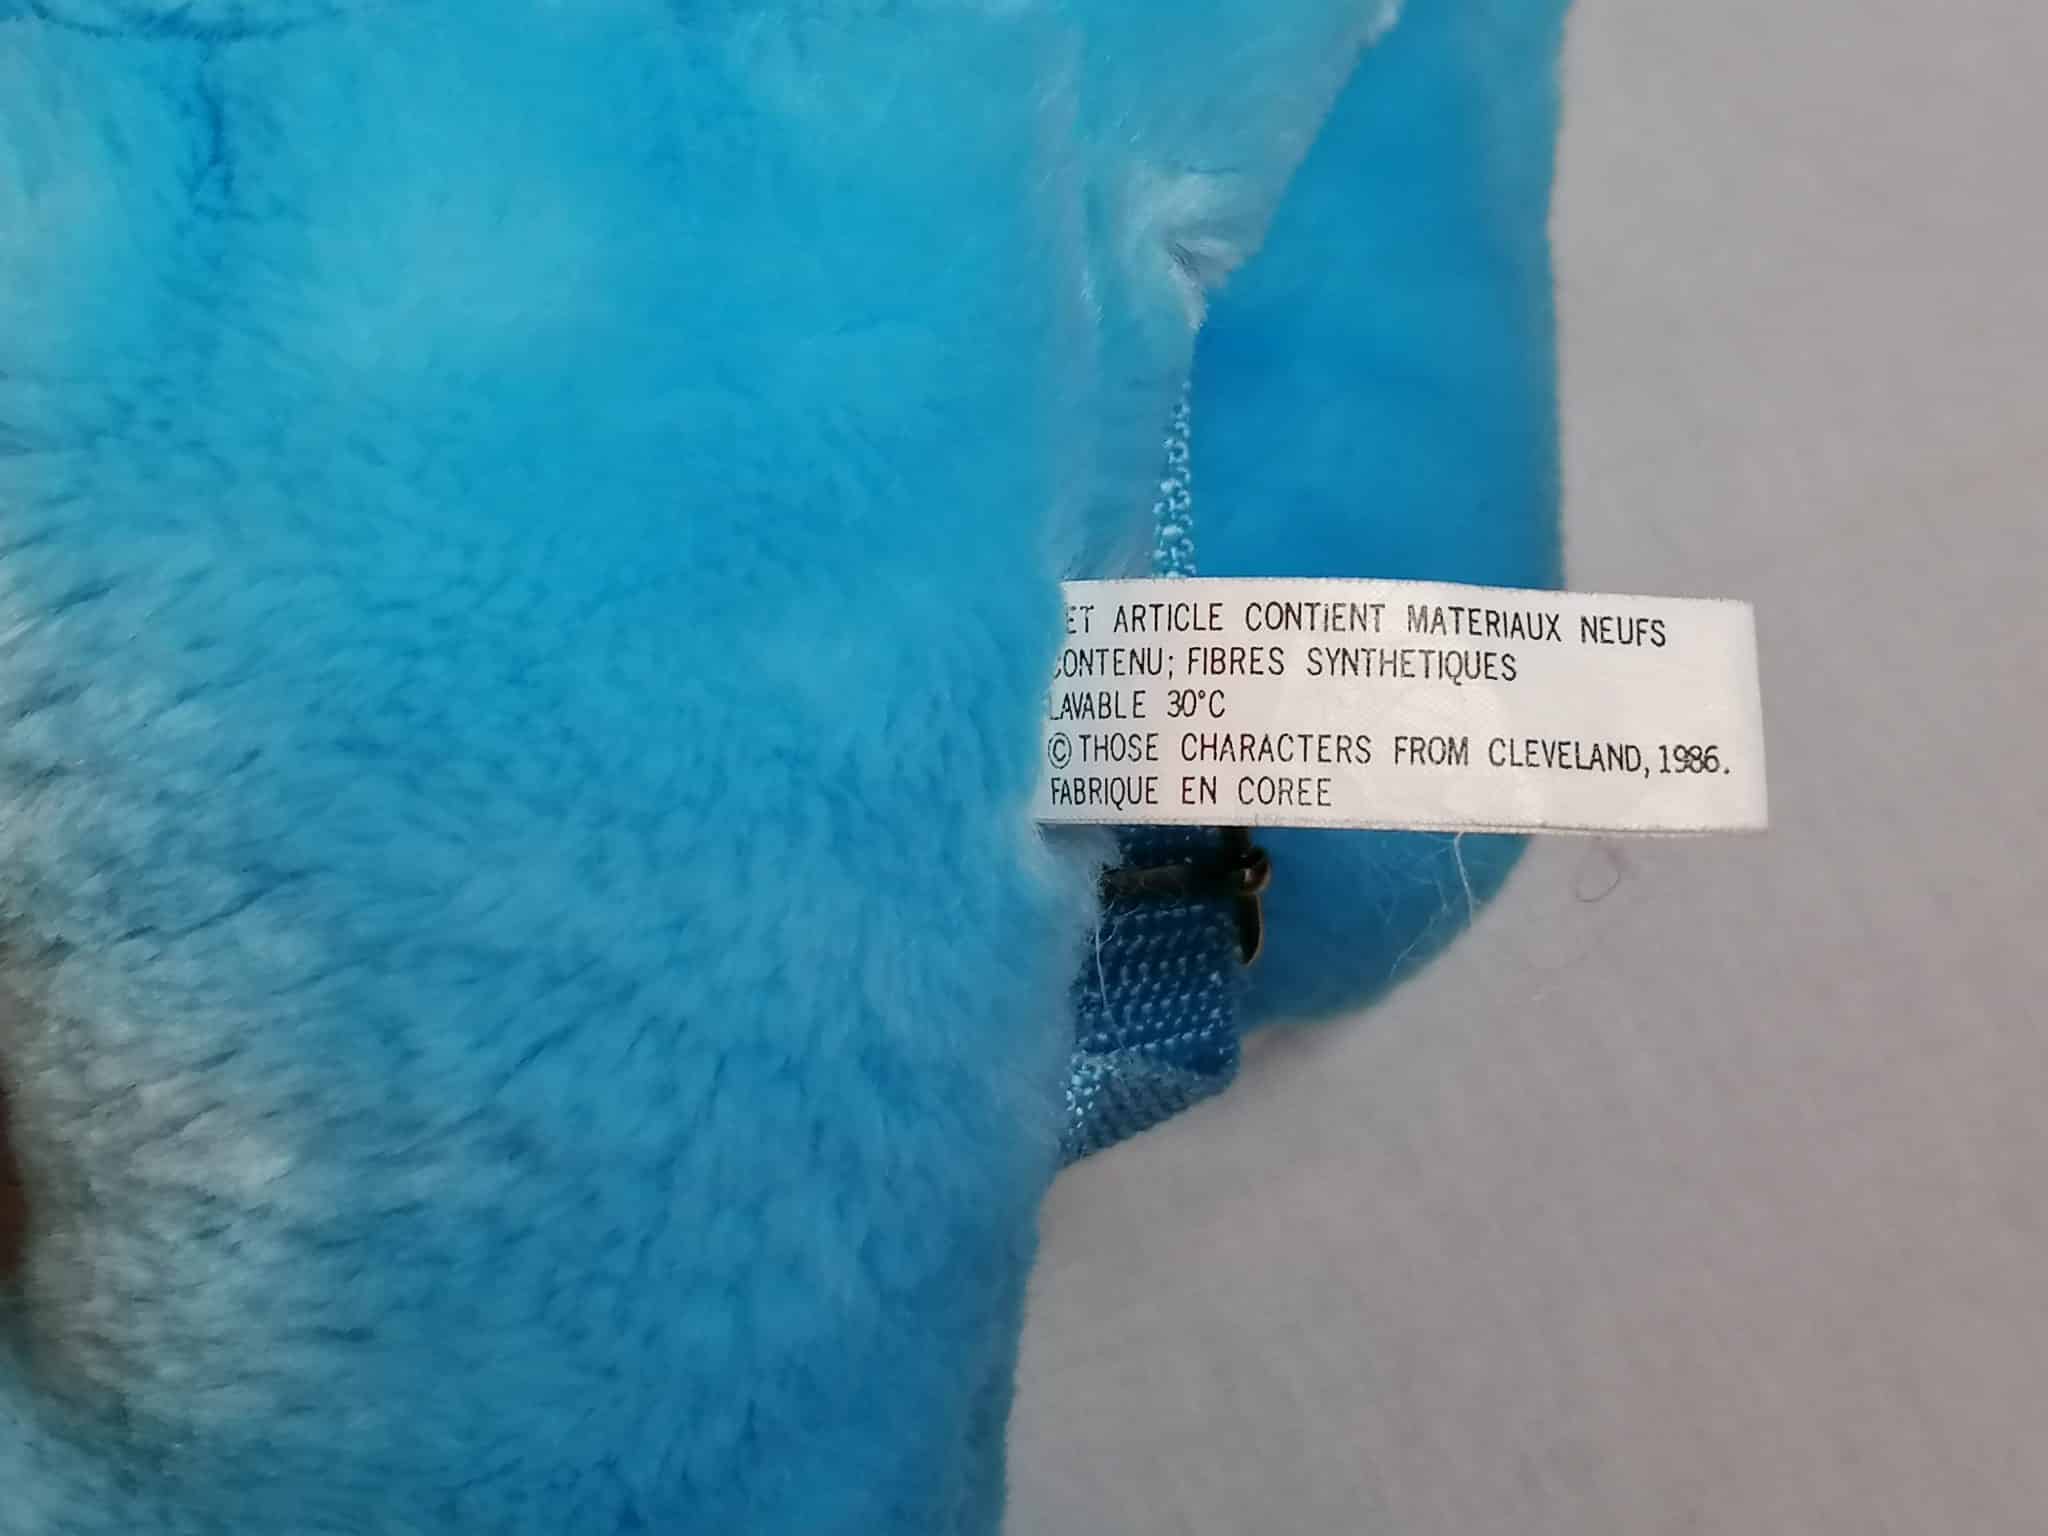 ET ARTICLE CONTIENT MATERIAUX NEUFS
CONTENU; FIBRES SYNTHETIQUES
LAVABLE 30°C
© THOSE CHARACTERS FROM CLEVELAND, 1986.
FABRIQUE EN COREE